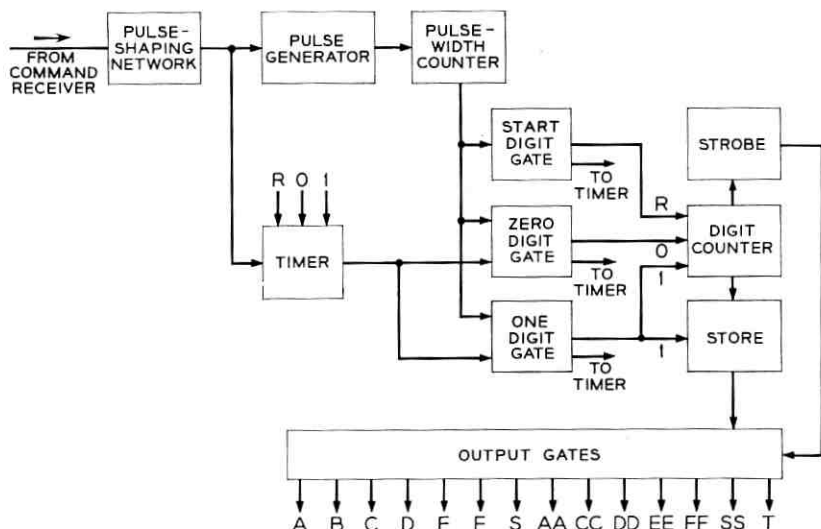 PULSE-
SHAPING
NETWORK
FROM
COMMAND
RECEIVER
PULSE
GENERATOR
PULSE-
WIDTH
COUNTER
START
DIGIT
GATE
TO
TIMER
STROBE
R O 1
TIMER
ZERO
DIGIT
GATE
TO
TIMER
R
O
1
DIGIT
COUNTER
ONE
DIGIT
GATE
TO
TIMER
1
STORE
OUTPUT GATES
A B C D E F S AA CC DD EE FF SS T